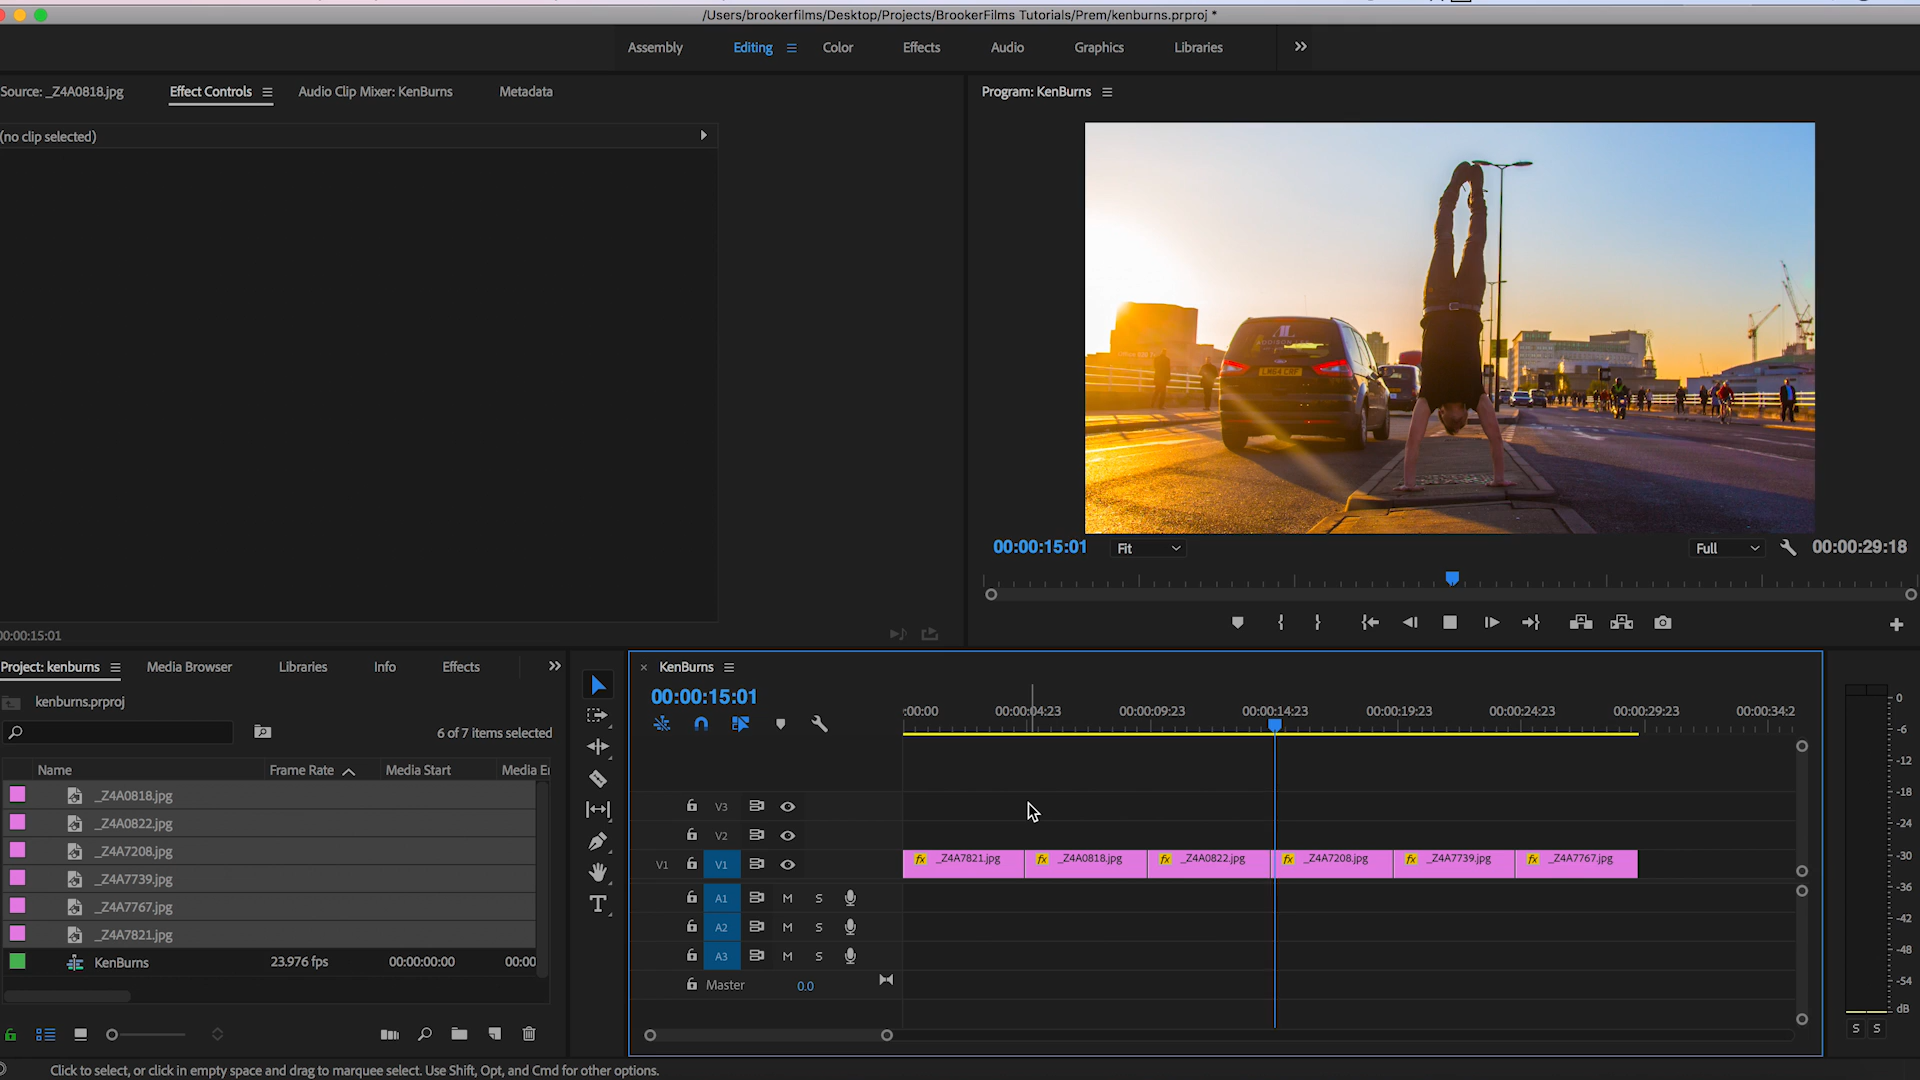 /Users/brookerfilms/Desktop/Projects/BrookerFilms Tutorials/Prem/kenburns.prproj *
Assembly Editing Color Effects Audio Graphics Libraries
Source: _Z4A0818.jpg Effect Controls Audio Clip Mixer: KenBurns Metadata
Program: KenBurns
(no clip selected)
LM64
00:00:15:01 Fit Full 00:00:29:18
00:00:15:01
Project: kenburns Media Browser Libraries Info Effects
kenburns.prproj
6 of 7 items selected
Name Frame Rate Media Start Media E
_Z4A0818.jpg
_Z4A0822.jpg
_Z4A7208.jpg
_Z4A7739.jpg
_Z4A7767.jpg
_Z4A7821.jpg
KenBurns 23.976 fps 00:00:00:00 00:00
KenBurns
00:00:15:01
:00:00 00:00:04:23 00:00:09:23 00:00:14:23 00:00:19:23 00:00:24:23 00:00:29:23 00:00:34:2
V3
V2
V1 V1 fx _Z4A7821.jpg fx _Z4A0818.jpg fx _Z4A0822.jpg fx _Z4A7208.jpg fx _Z4A7739.jpg fx _Z4A7767.jpg
A1 M S
A2 M S
A3 M S
Master 0.0
0
-6
-12
-18
-24
-30
-36
-42
-48
-54
dB
S S
Click to select, or click in empty space and drag to marquee select. Use Shift, Opt, and Cmd for other options.